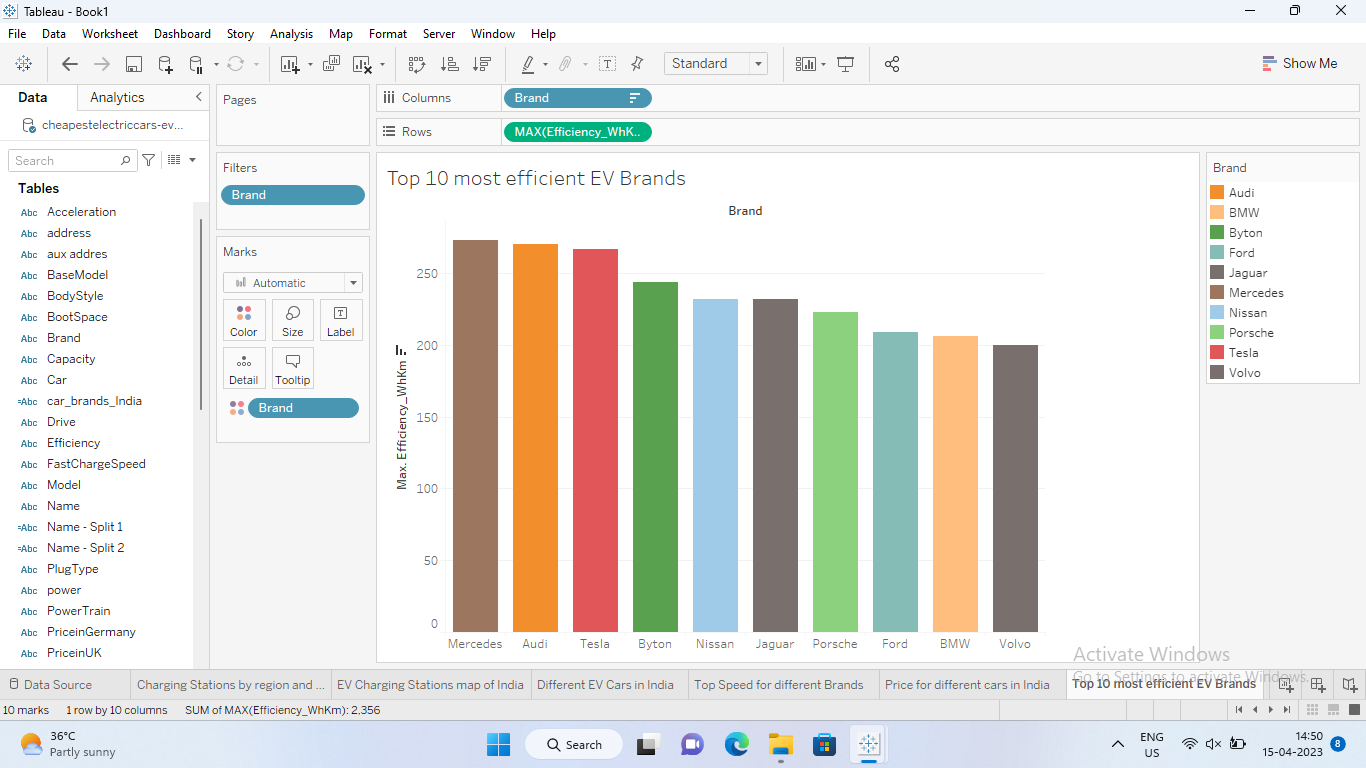 Tableau - Book1
File Data Worksheet Dashboard Story Analysis Map Format Server Window Help
Standard
Show Me
Data Analytics
cheapestelectriccars-ev...
Search
Tables
Abc Acceleration
Abc address
Abc aux addres
Abc BaseModel
Abc BodyStyle
Abc BootSpace
Abc Brand
Abc Capacity
Abc Car
=Abc car_brands_India
Abc Drive
Abc Efficiency
Abc FastChargeSpeed
Abc Model
Abc Name
=Abc Name - Split 1
=Abc Name - Split 2
Abc PlugType
Abc power
Abc PowerTrain
Abc PriceinGermany
Abc PriceinUK
Pages
Filters
Brand
Marks
Automatic
Color Size Label
Detail Tooltip
Brand
Columns Brand
Rows MAX(Efficiency_WhK..
Top 10 most efficient EV Brands
Brand
Max. Efficiency_WhKm
250
200
150
100
50
0
Mercedes Audi Tesla Byton Nissan Jaguar Porsche Ford BMW Volvo
Brand
Audi
BMW
Byton
Ford
Jaguar
Mercedes
Nissan
Porsche
Tesla
Volvo
Activate Windows
Go to Settings to activate Windows.
Data Source Charging Stations by region and ... EV Charging Stations map of India Different EV Cars in India Top Speed for different Brands Price for different cars in India Top 10 most efficient EV Brands
10 marks 1 row by 10 columns SUM of MAX(Efficiency_WhKm): 2,356
36°C
Partly sunny
Search
ENG
US
14:50
15-04-2023
8